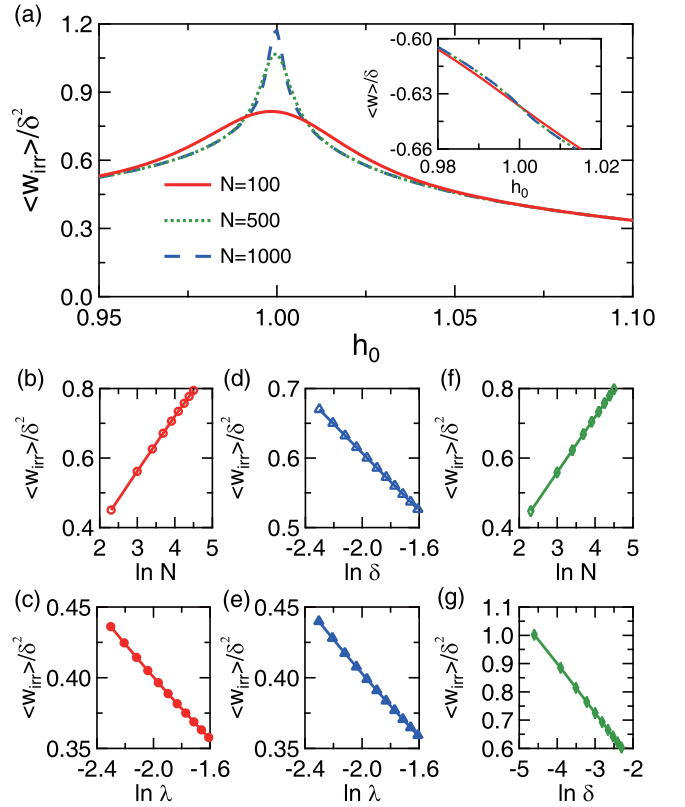 (a)
1.2
0.9
0.6
0.3
0.0
<w_irr>/δ²
0.95 1.00 1.05 1.10
h₀
N=100
N=500
N=1000
-0.60
-0.63
-0.66
<w>/δ
0.98 1.00 1.02
h₀
(b)
0.8
0.6
0.4
<w_irr>/δ²
2 3 4 5
ln N
(d)
0.7
0.6
0.5
<w_irr>/δ²
-2.4 -2.0 -1.6
ln δ
(f)
0.8
0.6
0.4
<w_irr>/δ²
2 3 4 5
ln N
(c)
0.45
0.40
0.35
<w_irr>/δ²
-2.4 -2.0 -1.6
ln λ
(e)
0.45
0.40
0.35
<w_irr>/δ²
-2.4 -2.0 -1.6
ln λ
(g)
1.1
1.0
0.9
0.8
0.7
0.6
<w_irr>/δ²
-5 -4 -3 -2
ln δ